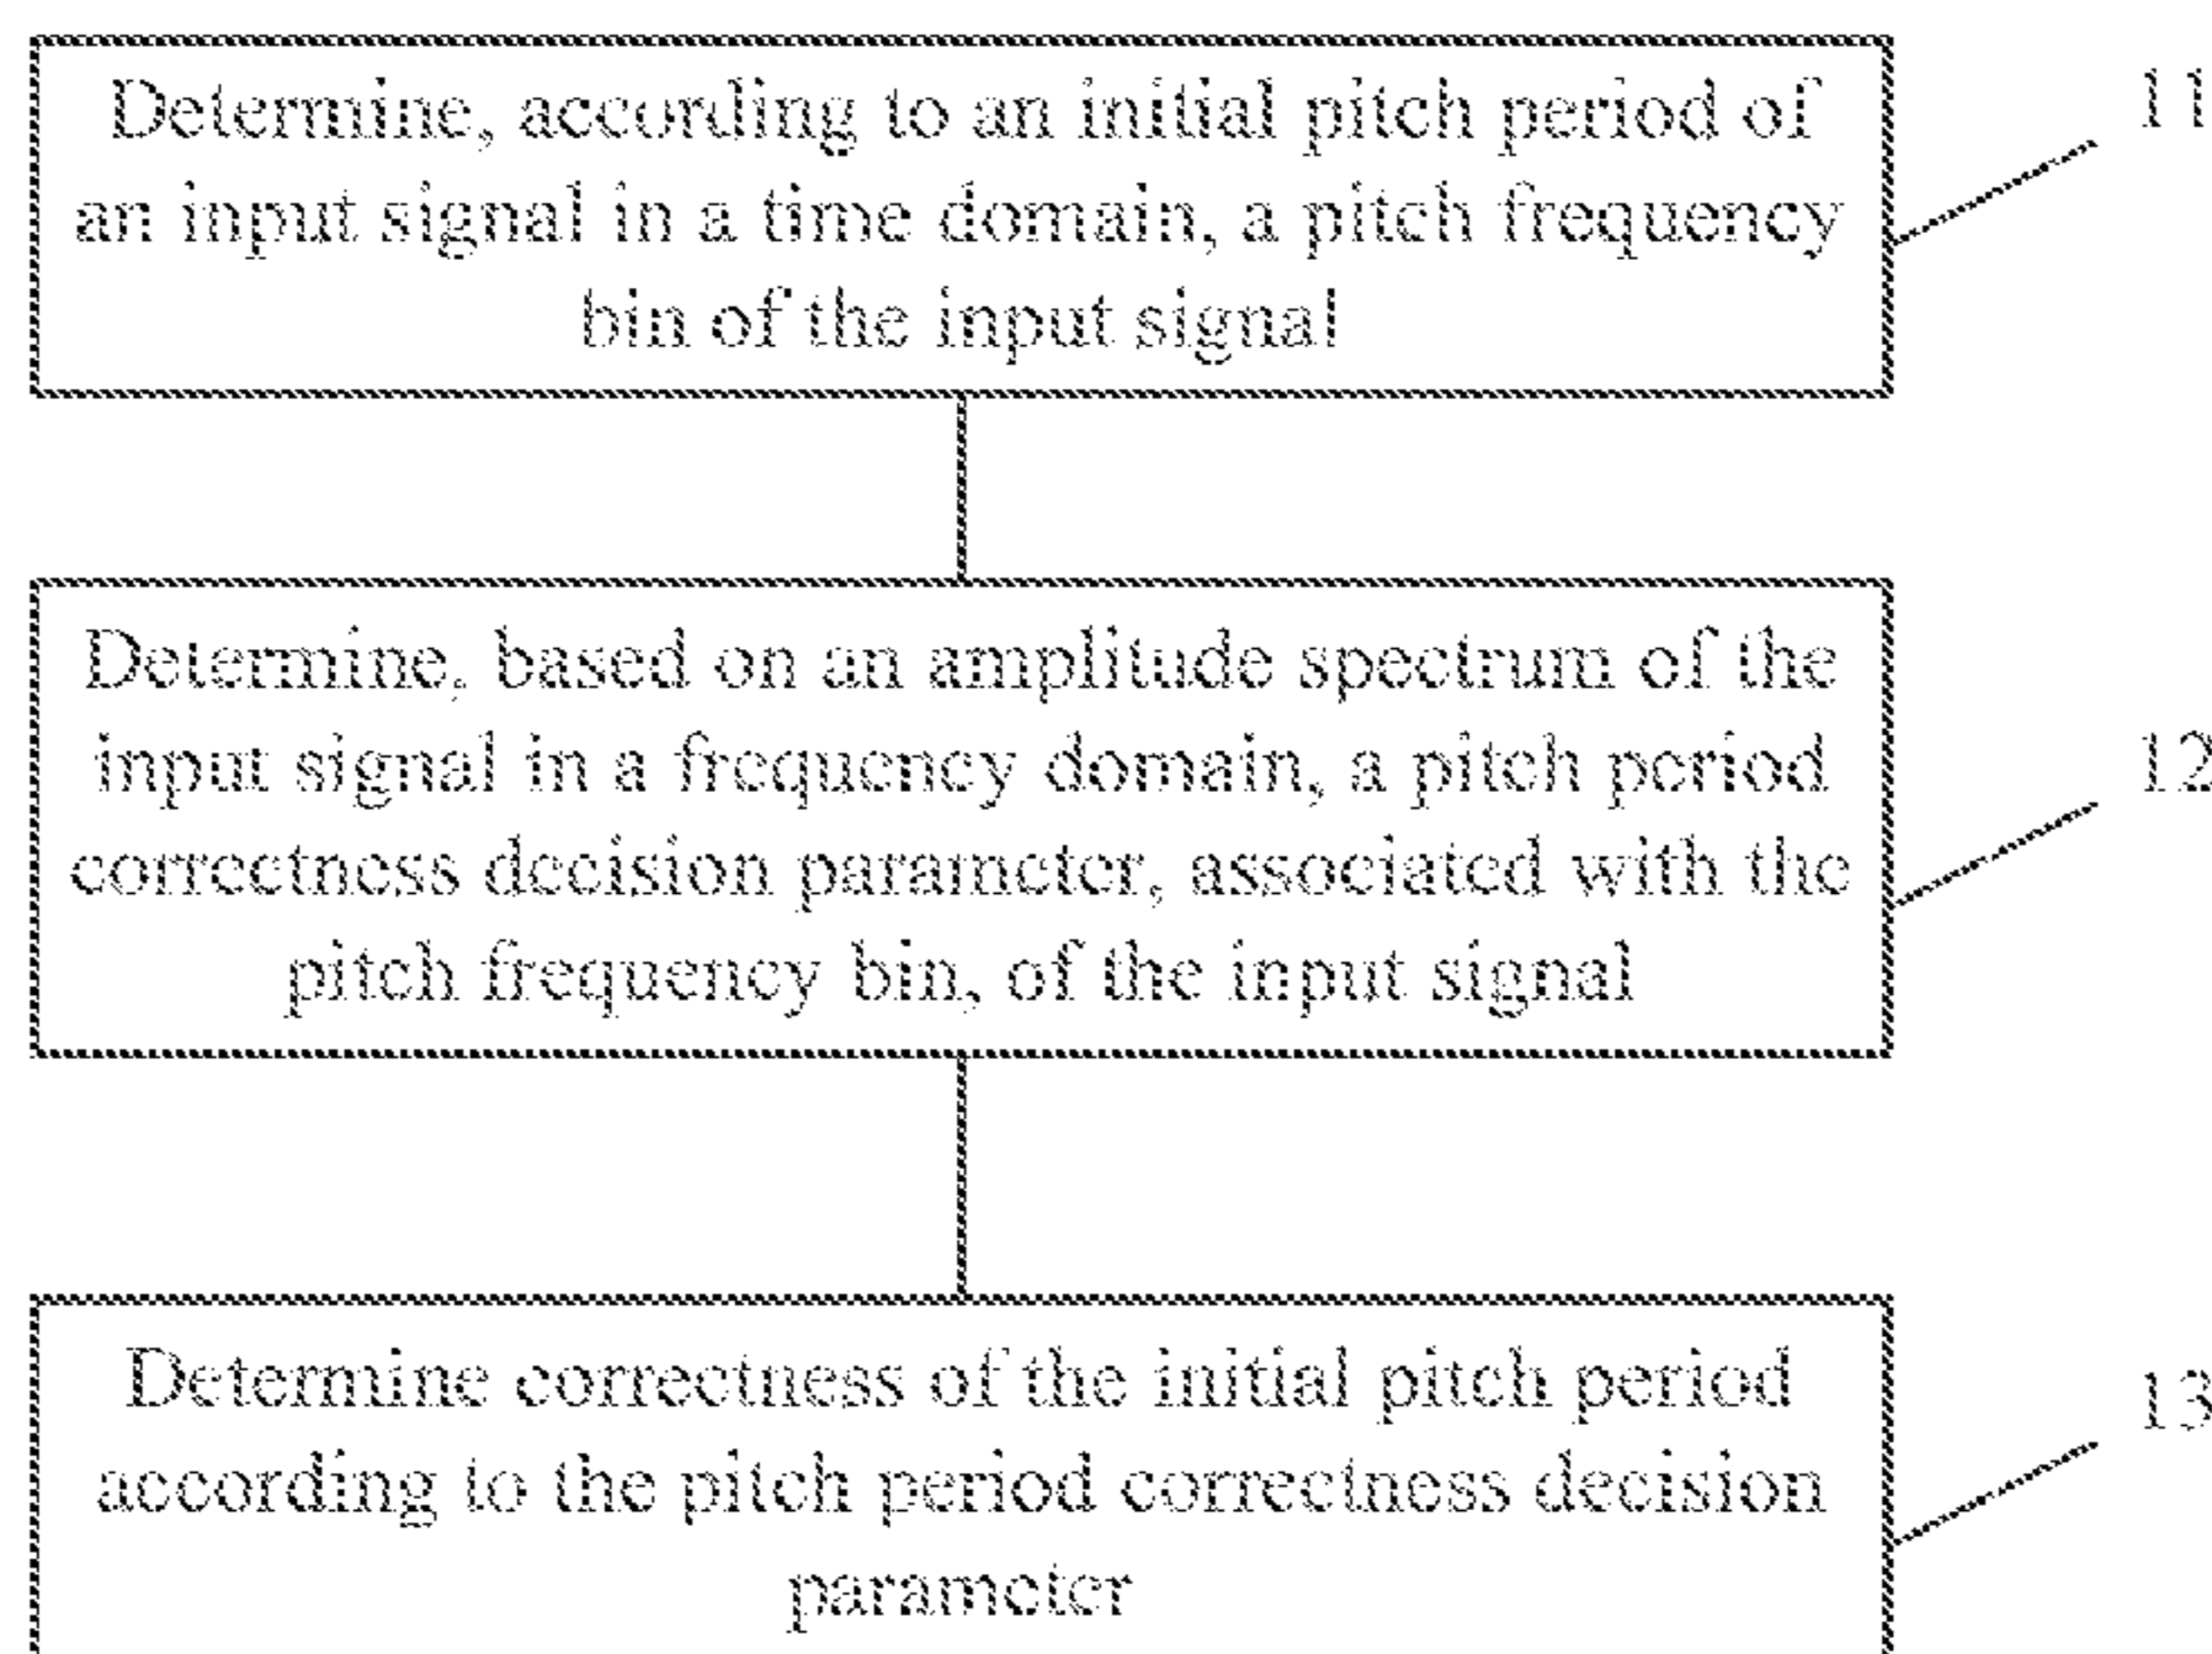 Determine, according to an initial pitch period of
11
an input signal in a time domain, a pitch frequency
bin of the input signal
Determine, based on an amplitude spectrum of the
input signal in a frequency domain, a pitch period
12
correctness decision parameter, associated with the
pitch frequency bin, of the input signal
Determine correctness of the initial pitch period
13
according to the pitch period correctness decision
parameter